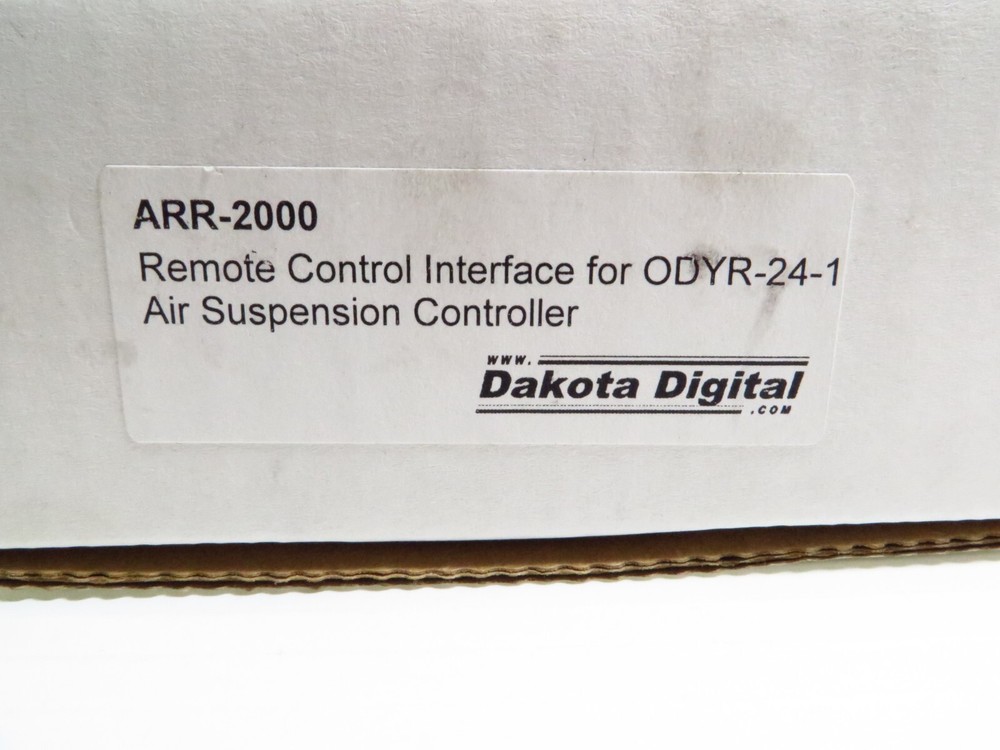 ARR-2000
Remote Control Interface for ODYR-24-1
Air Suspension Controller
www.
Dakota Digital
.COM